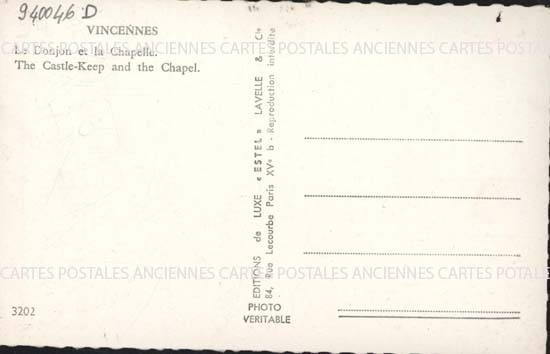 940046 D
VINCENNES
Le Donjon et la Chapelle.
The Castle-Keep and the Chapel.
CARTES POSTALES ANCIENNES CARTES POSTALES ANCIENNES CARTES POSTALES
EDITIONS de LUXE « ESTEL » LAVELLE & Cie
84, Rue Lecourbe Paris XVe b - Reproduction interdite
CARTES POSTALES ANCIENNES CARTES POSTALES ANCIENNES CARTES POSTALES
3202
PHOTO
VERITABLE